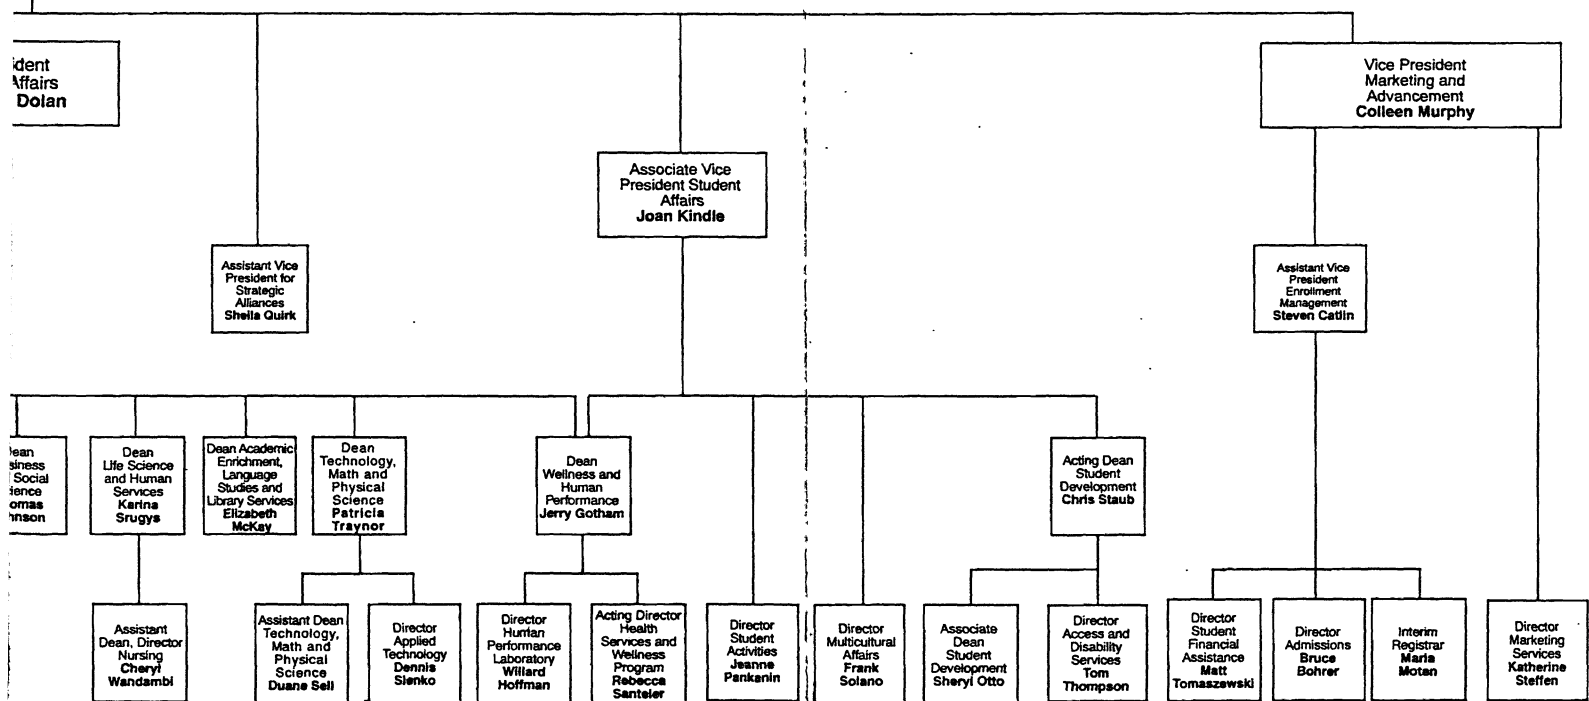 Affairs
Dolan
Vice President
Marketing and
Advancement
Colleen Murphy
Associate Vice
President Student
Affairs
Joan Kindle
Assistant Vice
President for
Strategic
Alliances
Sheila Quirk
Assistant Vice
President
Enrollment
Management
Steven Catlin
Social
Dean
Life Science
and Human
Services
Karina
Srugys
Dean Academic
Enrichment,
Language
Studies and
Library Services
Elizabeth
McKay
Dean
Technology,
Math and
Physical
Science
Patricia
Traynor
Dean
Wellness and
Human
Performance
Jerry Gotham
Acting Dean
Student
Development
Chris Staub
Assistant
Dean, Director
Nursing
Cheryl
Wandambi
Assistant Dean
Technology,
Math and
Physical
Science
Duane Sell
Director
Applied
Technology
Dennis
Slenko
Director
Human
Performance
Laboratory
Willard
Hoffman
Acting Director
Health
Services and
Wellness
Program
Rebecca
Santeler
Director
Student
Activities
Jeanne
Pankanin
Director
Multicultural
Affairs
Frank
Solano
Associate
Dean
Student
Development
Sheryl Otto
Director
Access and
Disability
Services
Tom
Thompson
Director
Student
Financial
Assistance
Matt
Tomaszewski
Director
Admissions
Bruce
Bohrer
Interim
Registrar
Maria
Moten
Director
Marketing
Services
Katherine
Steffen